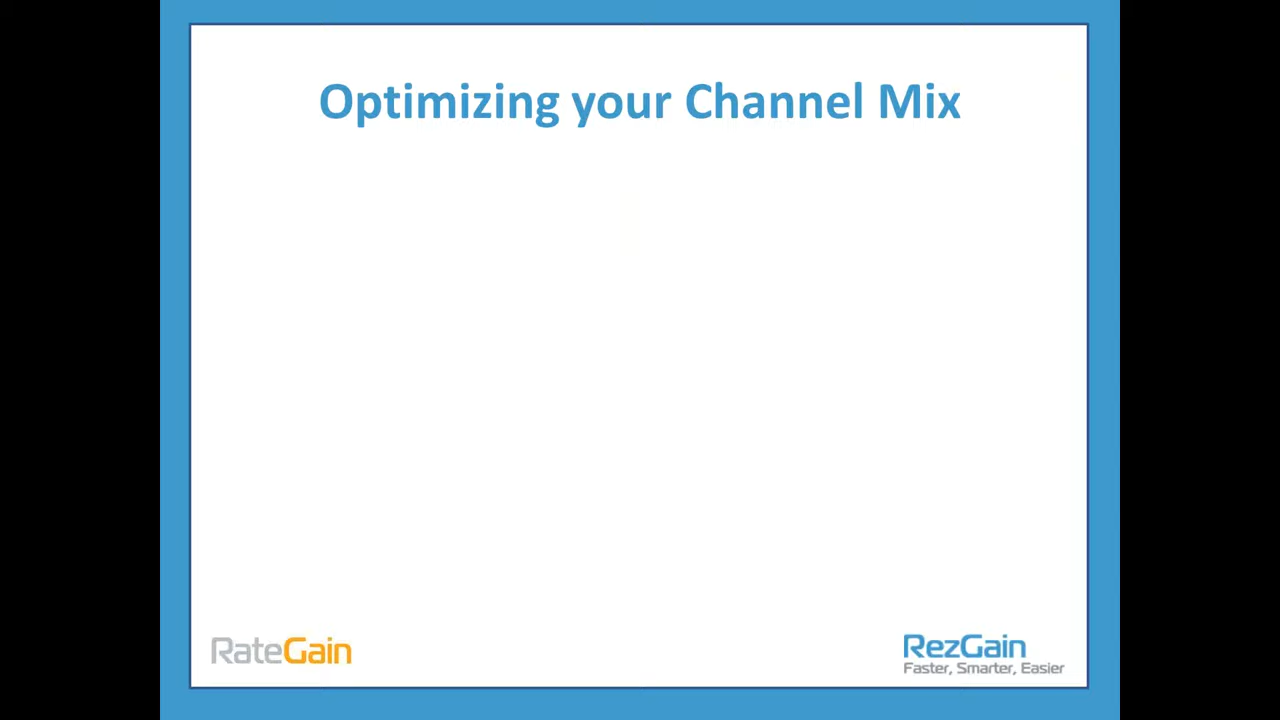 Optimizing your Channel Mix
RateGain
RezGain
Faster, Smarter, Easier